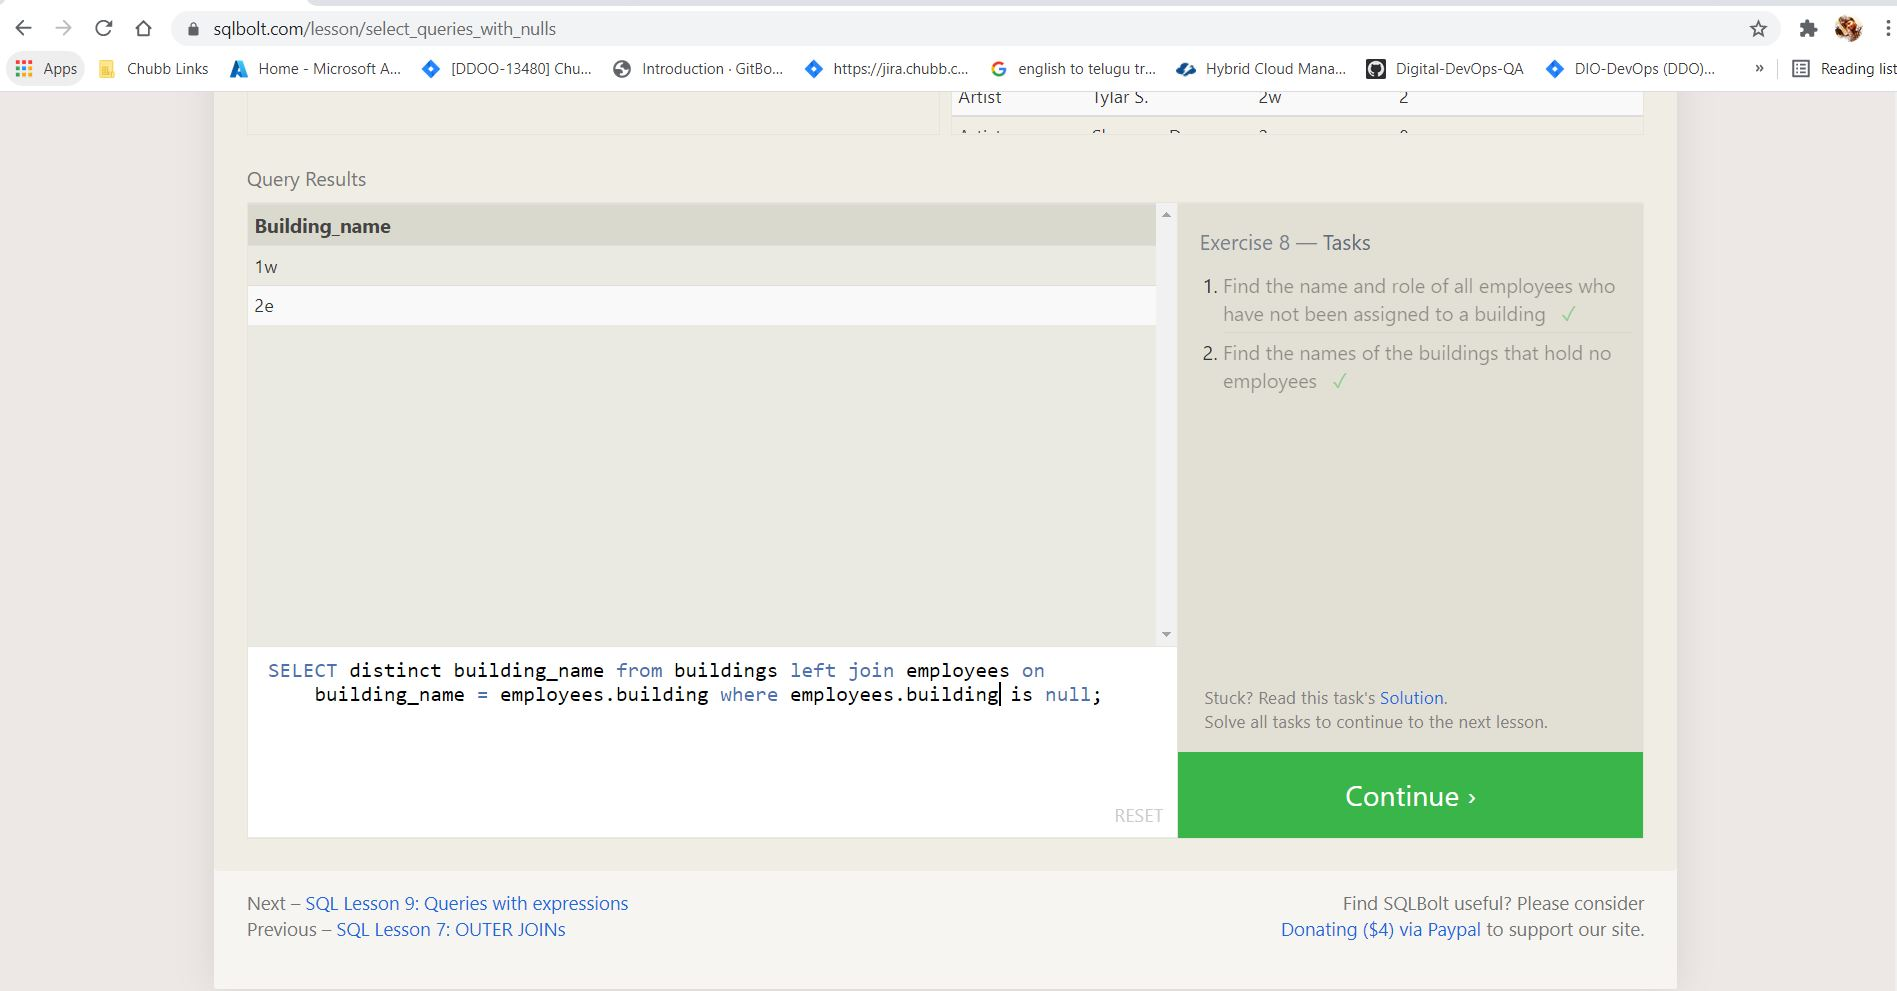 sqlbolt.com/lesson/select_queries_with_nulls
Apps Chubb Links Home - Microsoft A... [DDOO-13480] Chu... Introduction · GitBo... https://jira.chubb.c... english to telugu tr... Hybrid Cloud Mana... Digital-DevOps-QA DIO-DevOps (DDO)... » Reading list
Artist Tylar S. 2w 2
Query Results
Building_name
1w
2e
Exercise 8 — Tasks
1. Find the name and role of all employees who
have not been assigned to a building ✓
2. Find the names of the buildings that hold no
employees ✓
SELECT distinct building_name from buildings left join employees on
building_name = employees.building where employees.building is null;
RESET
Stuck? Read this task's Solution.
Solve all tasks to continue to the next lesson.
Continue ›
Next – SQL Lesson 9: Queries with expressions
Previous – SQL Lesson 7: OUTER JOINs
Find SQLBolt useful? Please consider
Donating ($4) via Paypal to support our site.